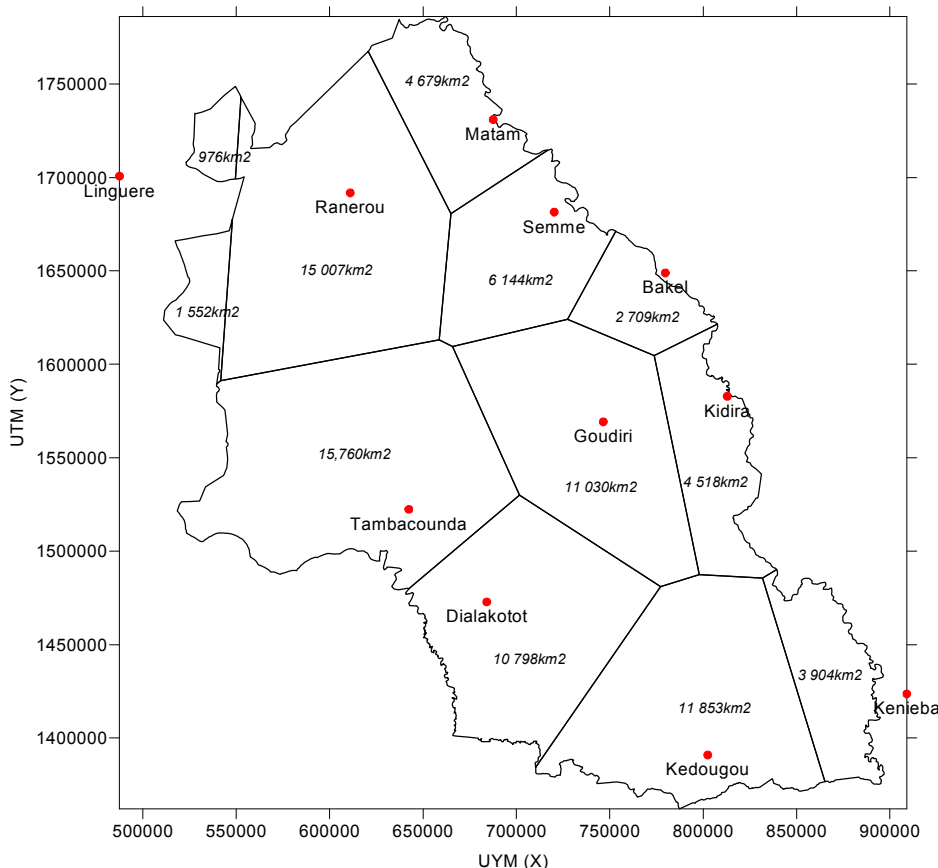 1750000
4 679km2
Matam
976km2
1700000
Linguere
Ranerou
Semme
1650000
15 007km2
6 144km2
Bakel
1 552km2
2 709km2
1600000
Kidira
Goudiri
UTM (Y)
15,760km2
1550000
11 030km2
4 518km2
Tambacounda
1500000
Dialakotot
1450000
10 798km2
3 904km2
11 853km2
Kenieba
1400000
Kedougou
500000 550000 600000 650000 700000 750000 800000 850000 900000
UYM (X)